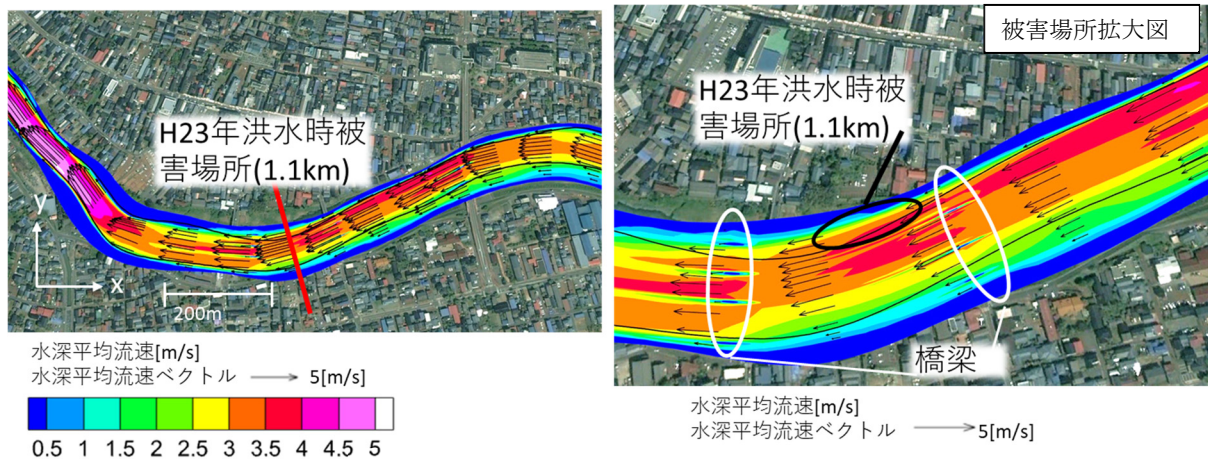 H23年洪水時被
害場所(1.1km)
y
x
200m
水深平均流速[m/s]
水深平均流速ベクトル 5[m/s]
0.5 1 1.5 2 2.5 3 3.5 4 4.5 5
被害場所拡大図
H23年洪水時被
害場所(1.1km)
橋梁
水深平均流速[m/s]
水深平均流速ベクトル 5[m/s]